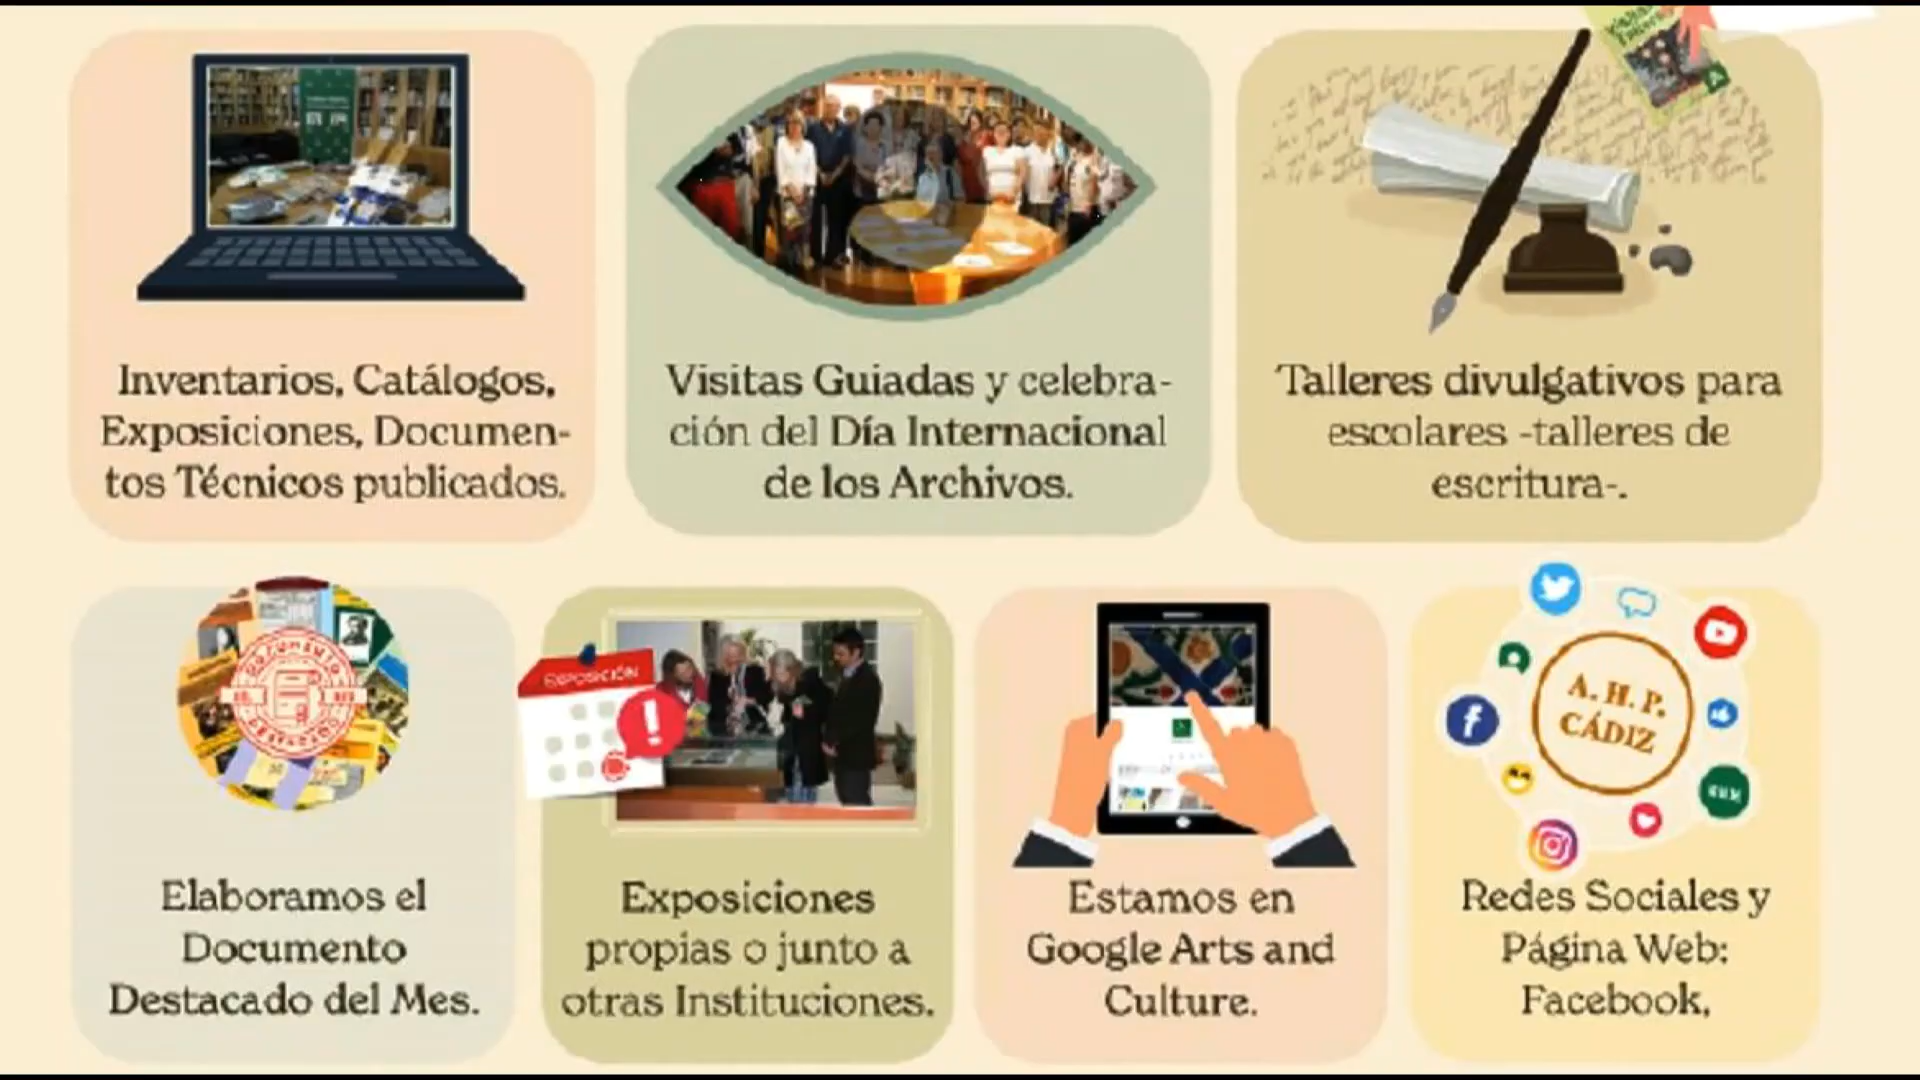 Inventarios, Catálogos,
Exposiciones, Documen-
tos Técnicos publicados.
Visitas Guiadas y celebra-
ción del Día Internacional
de los Archivos.
Talleres divulgativos para
escolares -talleres de
escritura-.
DOCUMENTO
DESTACADO
Elaboramos el
Documento
Destacado del Mes.
EXPOSICIÓN
!
Exposiciones
propias o junto a
otras Instituciones.
Estamos en
Google Arts and
Culture.
A. H. P.
CÁDIZ
Redes Sociales y
Página Web:
Facebook,